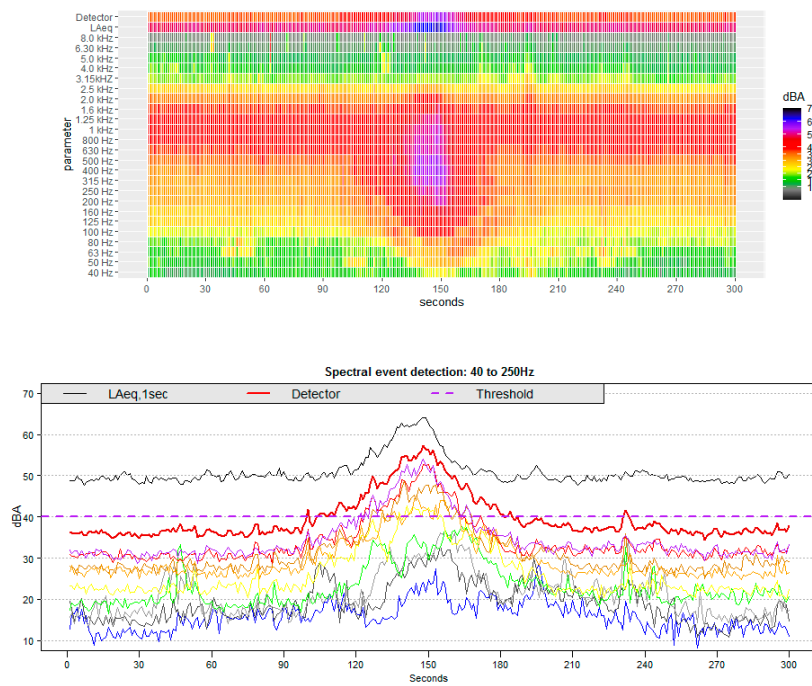 Detector
LAeq
8.0 kHz
6.30 kHz
5.0 kHz
4.0 kHz
3.15kHZ
2.5 kHz
2.0 kHz
1.6 kHz
1.25 kHz
1 kHz
800 Hz
630 Hz
500 Hz
400 Hz
315 Hz
250 Hz
200 Hz
160 Hz
125 Hz
100 Hz
80 Hz
63 Hz
50 Hz
40 Hz
parameter
0 30 60 90 120 150 180 210 240 270 300
seconds
dBA
Spectral event detection: 40 to 250Hz
LAeq,1sec Detector Threshold
70
60
50
40
30
20
10
dBA
0 30 60 90 120 150 180 210 240 270 300
Seconds